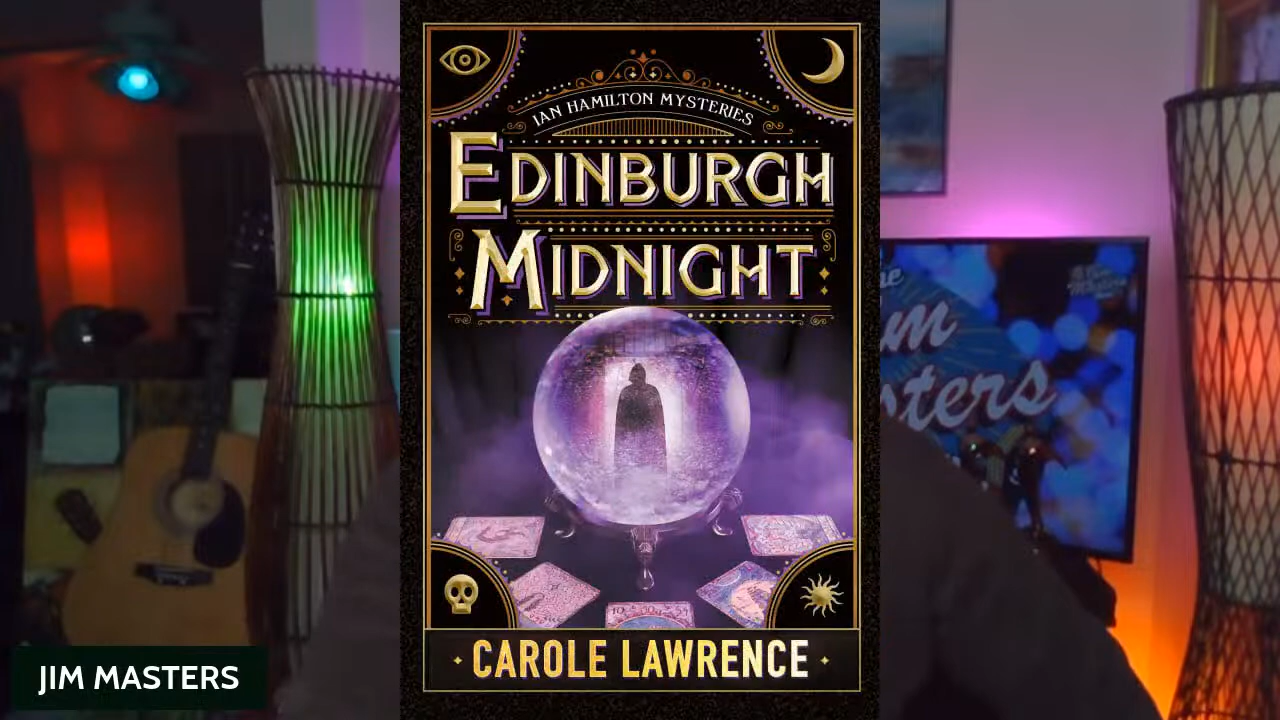 IAN HAMILTON MYSTERIES
EDINBURGH
MIDNIGHT
CAROLE LAWRENCE
JIM MASTERS